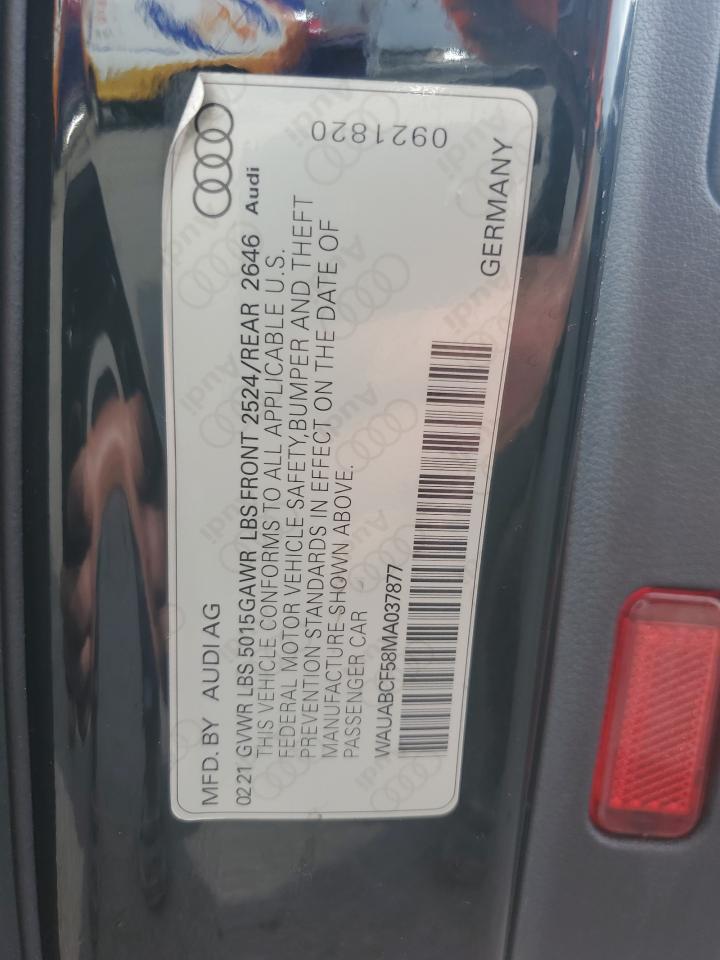 MFD. BY AUDI AG
Audi
0221 GVWR LBS 5015GAWR LBSFRONT 2524/REAR 2646
THIS VEHICLE CONFORMS TO ALL APPLICABLE U.S.
FEDERAL MOTOR VEHICLE SAFETY,BUMPER AND THEFT
PREVENTION STANDARDS IN EFFECT ON THE DATE OF
MANUFACTURE SHOWN ABOVE.
PASSENGER CAR
WAUABCF58MA037877
GERMANY
0921820